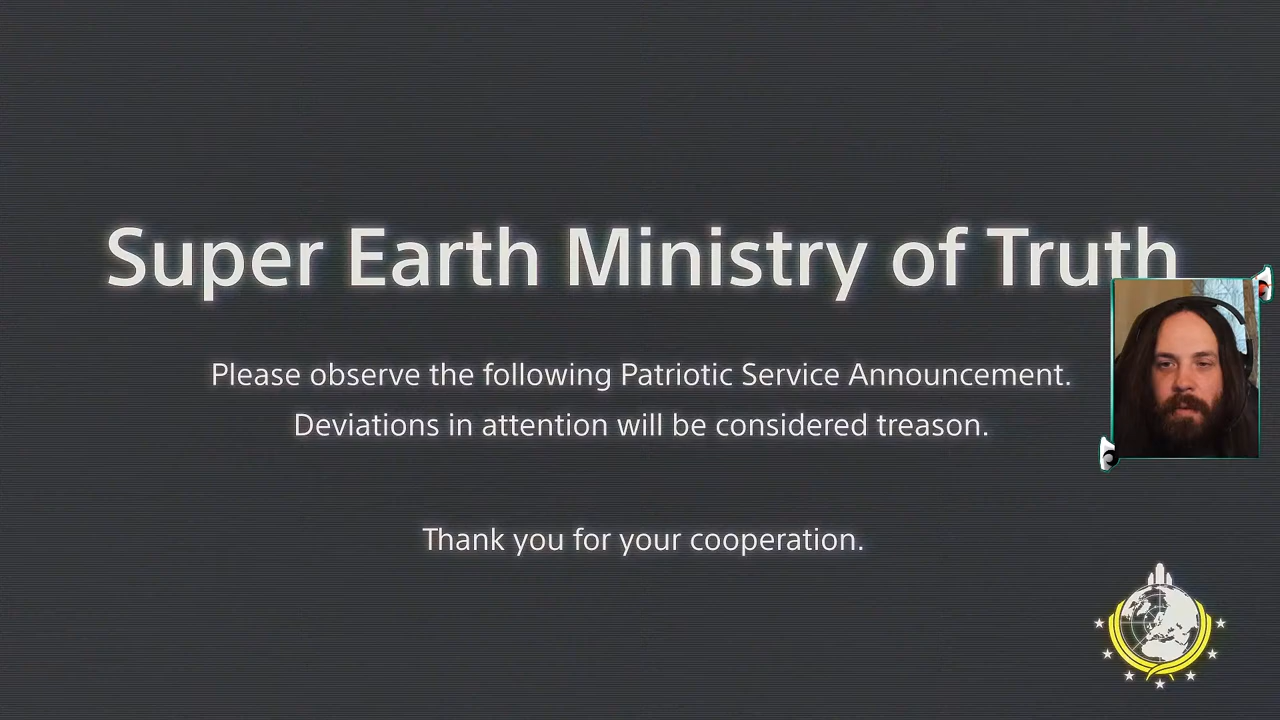 Super Earth Ministry of Truth
Please observe the following Patriotic Service Announcement.
Deviations in attention will be considered treason.
Thank you for your cooperation.